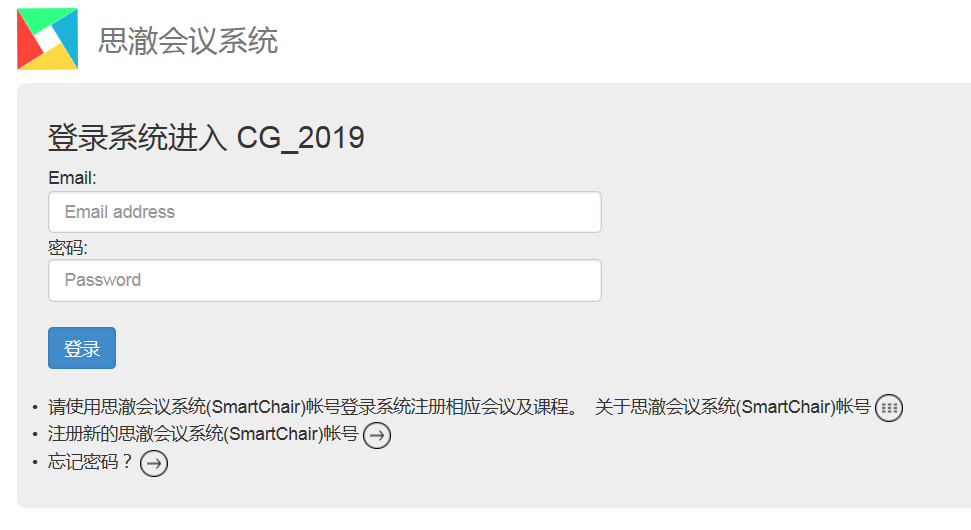 思澈会议系统
登录系统进入 CG_2019
Email:
Email address
密码:
Password
登录
• 请使用思澈会议系统(SmartChair)帐号登录系统注册相应会议及课程。 关于思澈会议系统(SmartChair)帐号
• 注册新的思澈会议系统(SmartChair)帐号
• 忘记密码？